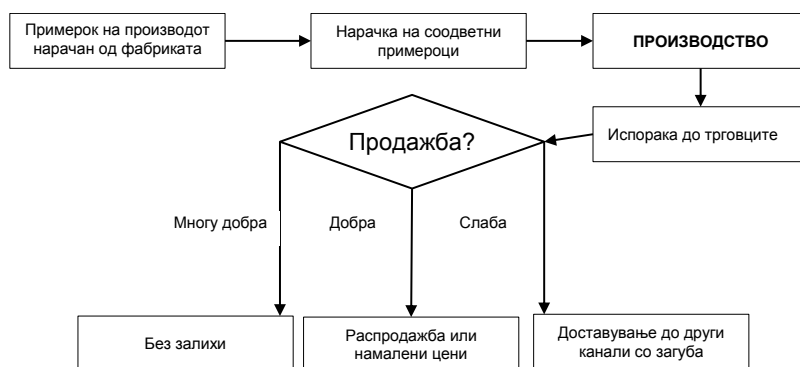 Примерок на производот
нарачан од фабриката
Нарачка на соодветни
примероци
ПРОИЗВОДСТВО
Испорака до трговците
Продажба?
Многу добра
Добра
Слаба
Без залихи
Распродажба или
намалени цени
Доставување до други
канали со загуба